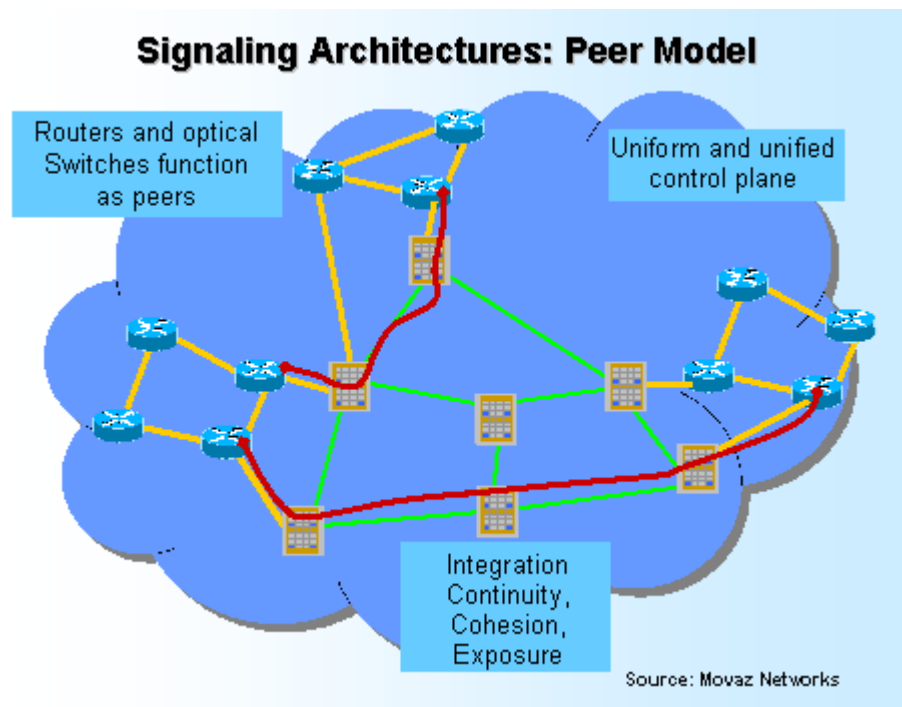 Signaling Architectures: Peer Model
Routers and optical
Switches function
as peers
Uniform and unified
control plane
Integration
Continuity,
Cohesion,
Exposure
Source: Movaz Networks